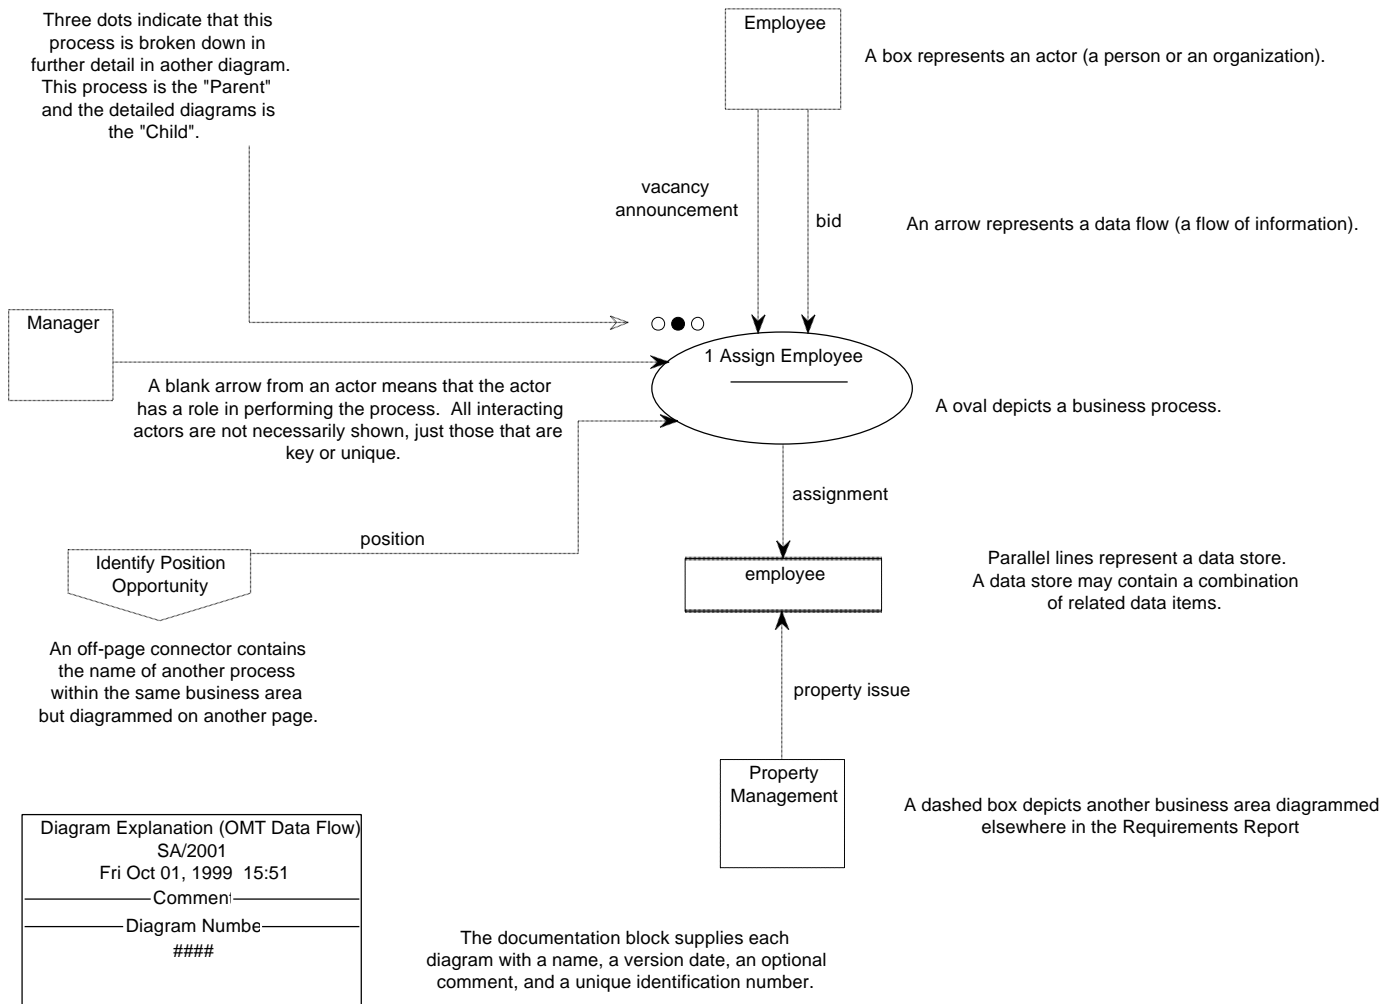 Three dots indicate that this
process is broken down in
further detail in aother diagram.
This process is the "Parent"
and the detailed diagrams is
the "Child".
Employee
A box represents an actor (a person or an organization).
vacancy
announcement
bid
An arrow represents a data flow (a flow of information).
Manager
1 Assign Employee
A blank arrow from an actor means that the actor
has a role in performing the process.  All interacting
actors are not necessarily shown, just those that are
key or unique.
A oval depicts a business process.
assignment
position
Identify Position
Opportunity
employee
Parallel lines represent a data store.
A data store may contain a combination
of related data items.
An off-page connector contains
the name of another process
within the same business area
but diagrammed on another page.
property issue
Property
Management
A dashed box depicts another business area diagrammed
elsewhere in the Requirements Report
Diagram Explanation (OMT Data Flow)
SA/2001
Fri Oct 01, 1999  15:51
Comment
Diagram Numbe
####
The documentation block supplies each
diagram with a name, a version date, an optional
comment, and a unique identification number.